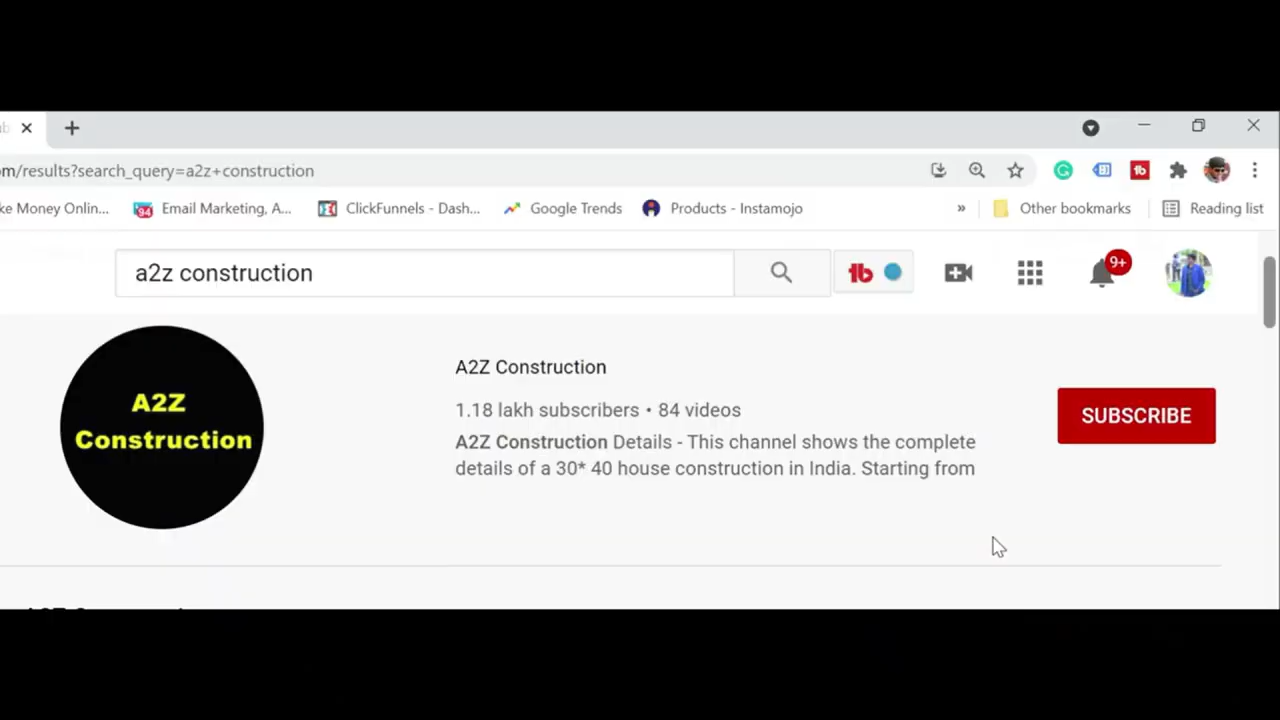 om/results?search_query=a2z+construction
ke Money Onlin...
94
Email Marketing, A...
ClickFunnels - Dash...
Google Trends
Products - Instamojo
»
Other bookmarks
Reading list
a2z construction
9+
A2Z
Construction
A2Z Construction
1.18 lakh subscribers • 84 videos
A2Z Construction Details - This channel shows the complete
details of a 30* 40 house construction in India. Starting from
SUBSCRIBE